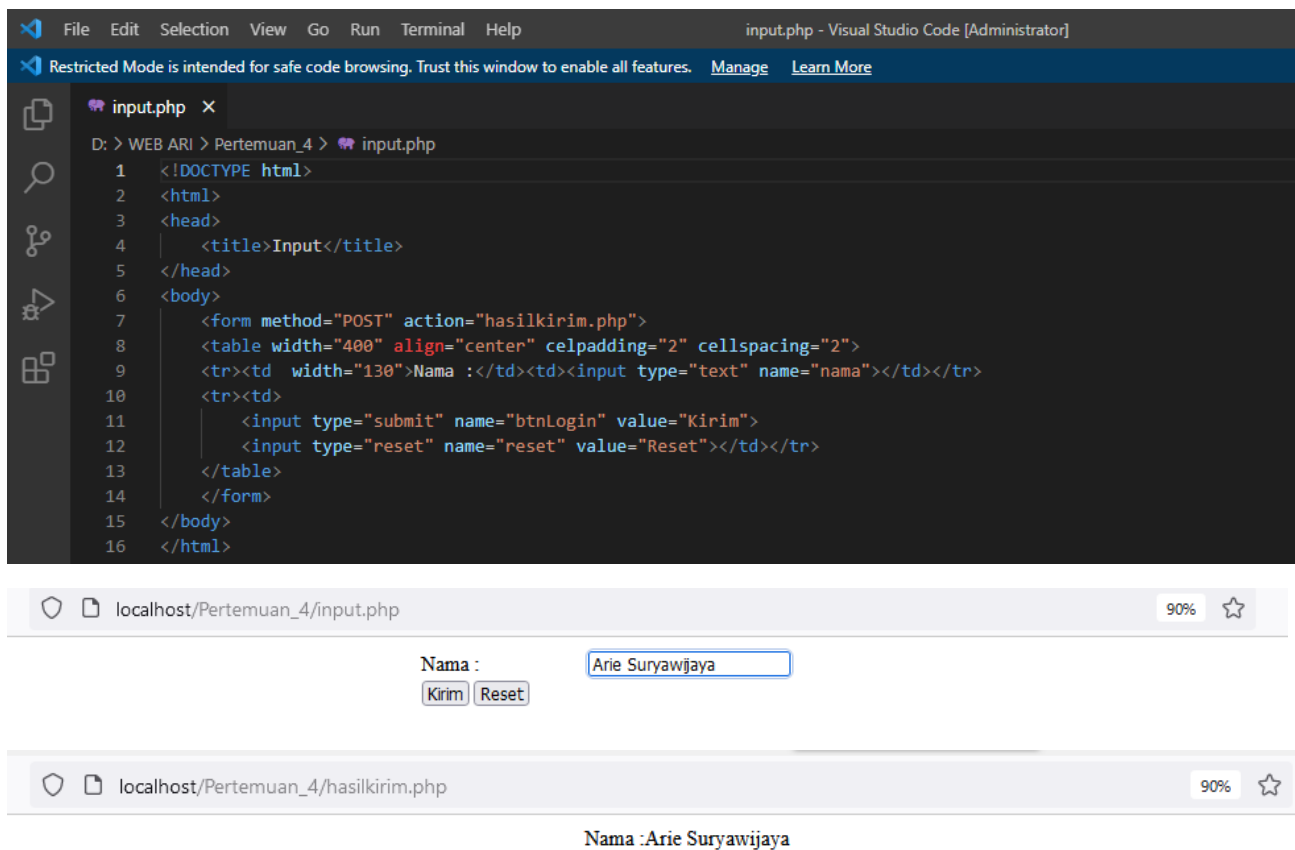 File Edit Selection View Go Run Terminal Help input.php - Visual Studio Code [Administrator]
Restricted Mode is intended for safe code browsing. Trust this window to enable all features. Manage Learn More
input.php ×
D: > WEB ARI > Pertemuan_4 > input.php
1 <!DOCTYPE html>
2 <html>
3 <head>
4 <title>Input</title>
5 </head>
6 <body>
7 <form method="POST" action="hasilkirim.php">
8 <table width="400" align="center" celpadding="2" cellspacing="2">
9 <tr><td  width="130">Nama :</td><td><input type="text" name="nama"></td></tr>
10 <tr><td>
11 <input type="submit" name="btnLogin" value="Kirim">
12 <input type="reset" name="reset" value="Reset"></td></tr>
13 </table>
14 </form>
15 </body>
16 </html>
localhost/Pertemuan_4/input.php 90%
Nama : Arie Suryawijaya
Kirim Reset
localhost/Pertemuan_4/hasilkirim.php 90%
Nama :Arie Suryawijaya